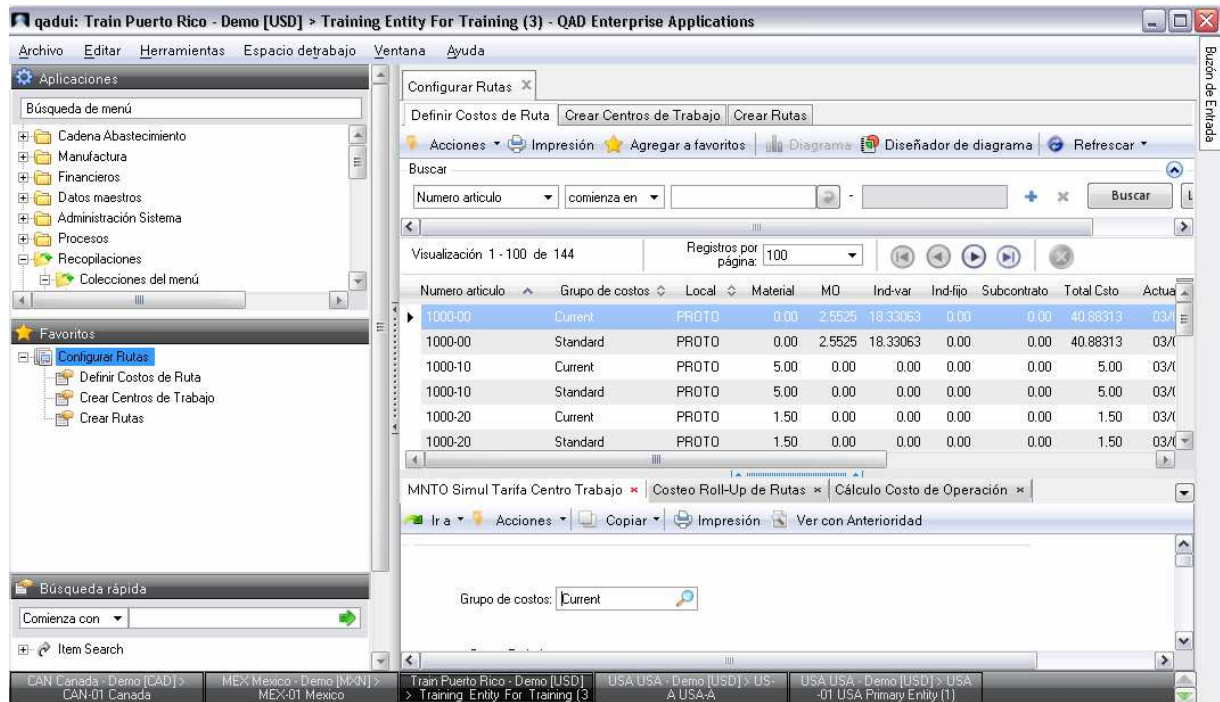 qadui: Train Puerto Rico - Demo [USD] > Training Entity For Training (3) - QAD Enterprise Applications
Archivo Editar Herramientas Espacio detrabajo Ventana Ayuda
Buzón de Entrada
Aplicaciones
Búsqueda de menú
Cadena Abastecimiento
Manufactura
Financieros
Datos maestros
Administración Sistema
Procesos
Recopilaciones
Colecciones del menú
Favoritos
Configurar Rutas
Definir Costos de Ruta
Crear Centros de Trabajo
Crear Rutas
Búsqueda rápida
Comienza con
Item Search
Configurar Rutas
Definir Costos de Ruta Crear Centros de Trabajo Crear Rutas
Acciones Impresión Agregar a favoritos Diagrama Diseñador de diagrama Refrescar
Buscar
Numero articulo comienza en - Buscar L
Visualización 1 - 100 de 144 Registros por página: 100
Numero articulo Grupo de costos Local Material MO Ind-var Ind-fijo Subcontrato Total Csto Actua
1000-00 Current PROTO 0.00 2.5525 18.33063 0.00 0.00 40.88313 03/0
1000-00 Standard PROTO 0.00 2.5525 18.33063 0.00 0.00 40.88313 03/0
1000-10 Current PROTO 5.00 0.00 0.00 0.00 0.00 5.00 03/0
1000-10 Standard PROTO 5.00 0.00 0.00 0.00 0.00 5.00 03/0
1000-20 Current PROTO 1.50 0.00 0.00 0.00 0.00 1.50 03/0
1000-20 Standard PROTO 1.50 0.00 0.00 0.00 0.00 1.50 03/0
MNTO Simul Tarifa Centro Trabajo Costeo Roll-Up de Rutas Cálculo Costo de Operación
Ir a Acciones Copiar Impresión Ver con Anterioridad
Grupo de costos: Current
CAN Canada - Demo [CAD] > CAN-01 Canada
MEX Mexico - Demo [MXN] > MEX-01 Mexico
Train Puerto Rico - Demo [USD] > Training Entity For Training (3
USA USA - Demo [USD] > US-A USA-A
USA USA - Demo [USD] > USA-01 USA Primary Entity (1)